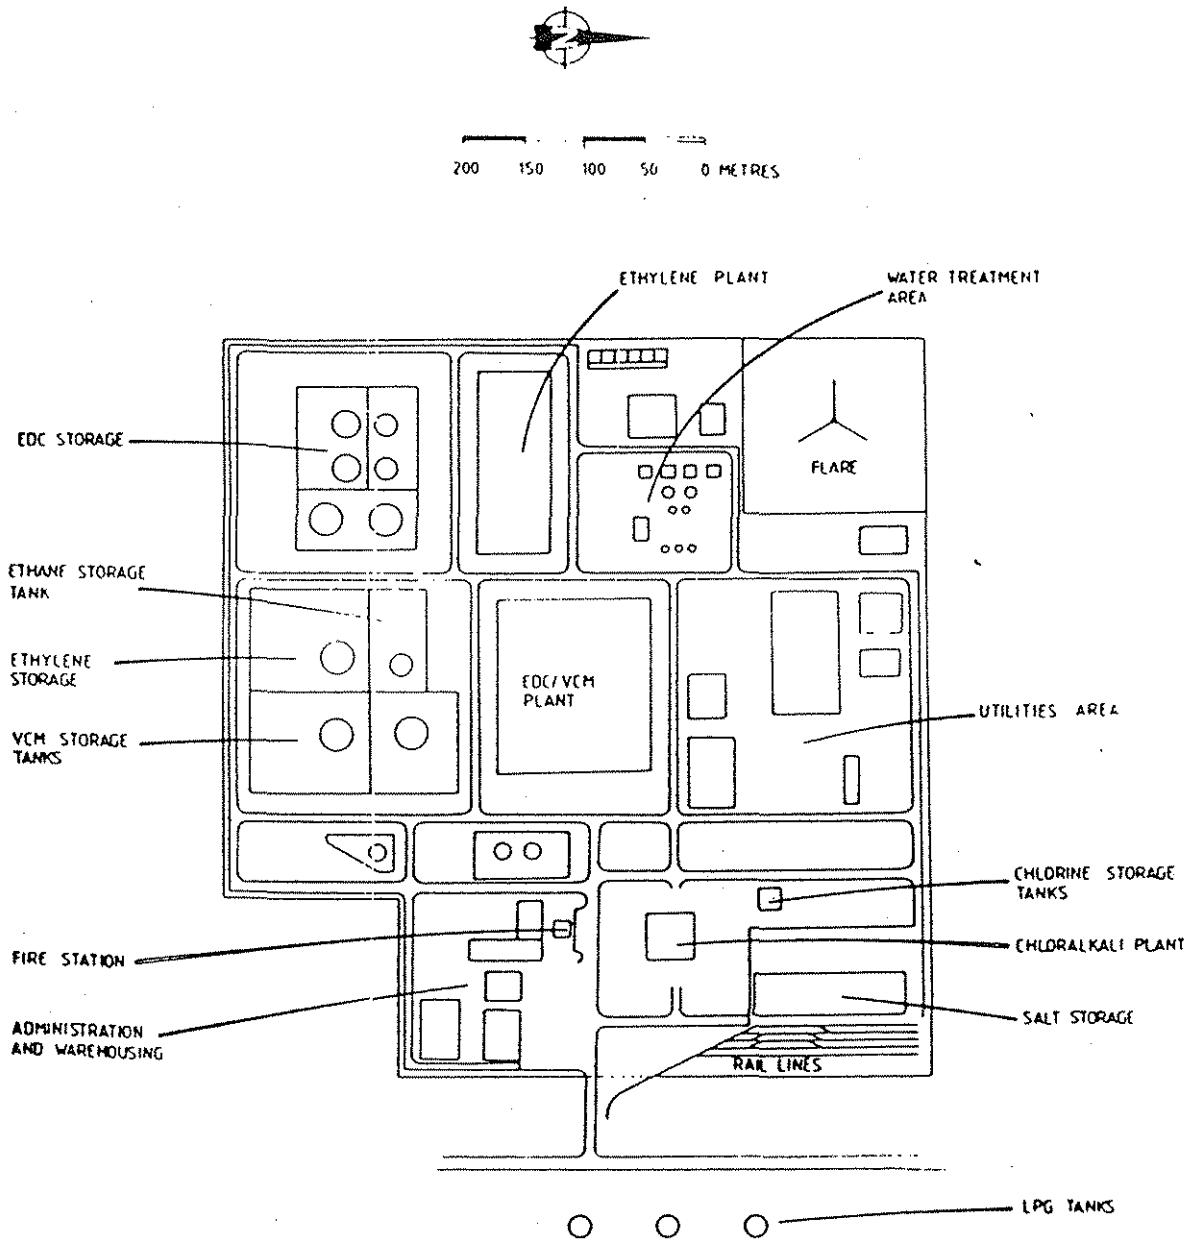 N
200 150 100 50 0 METRES
ETHYLENE PLANT
WATER TREATMENT
AREA
EDC STORAGE
FLARE
ETHANE STORAGE
TANK
ETHYLENE
STORAGE
EDC/VCM
PLANT
VCM STORAGE
TANKS
UTILITIES AREA
CHLORINE STORAGE
TANKS
FIRE STATION
CHLORALKALI PLANT
ADMINISTRATION
AND WAREHOUSING
SALT STORAGE
RAIL LINES
LPG TANKS